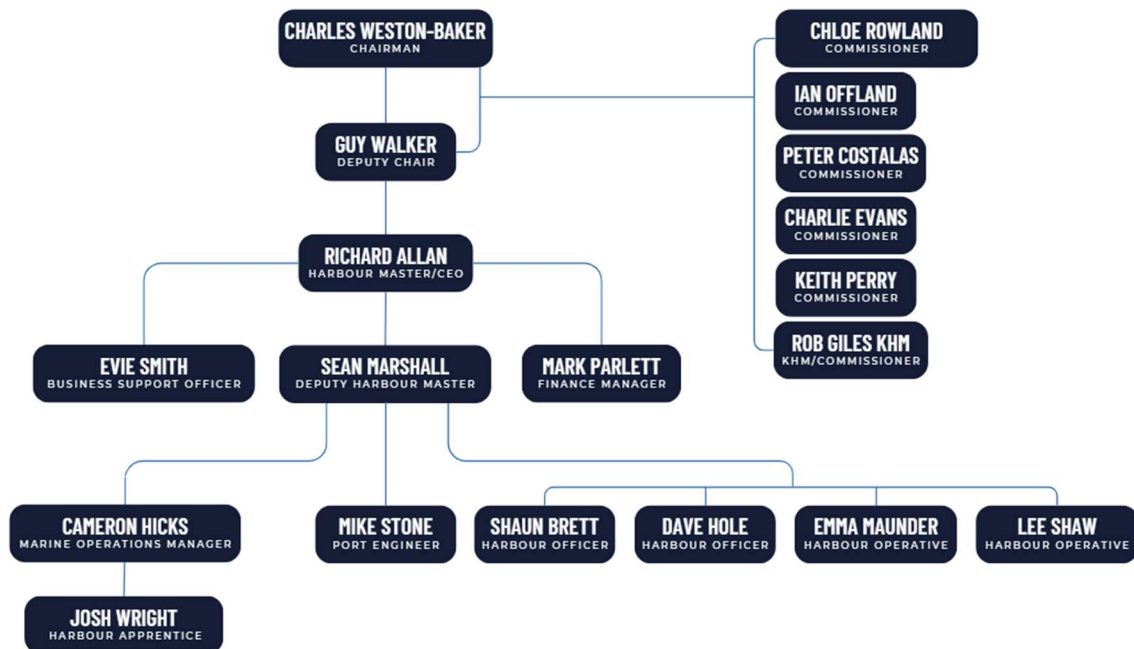 CHARLES WESTON-BAKER
CHAIRMAN
CHLOE ROWLAND
COMMISSIONER
IAN OFFLAND
COMMISSIONER
GUY WALKER
DEPUTY CHAIR
PETER COSTALAS
COMMISSIONER
CHARLIE EVANS
COMMISSIONER
RICHARD ALLAN
HARBOUR MASTER/CEO
KEITH PERRY
COMMISSIONER
ROB GILES KHM
KHM/COMMISSIONER
EVIE SMITH
BUSINESS SUPPORT OFFICER
SEAN MARSHALL
DEPUTY HARBOUR MASTER
MARK PARLETT
FINANCE MANAGER
CAMERON HICKS
MARINE OPERATIONS MANAGER
MIKE STONE
PORT ENGINEER
SHAUN BRETT
HARBOUR OFFICER
DAVE HOLE
HARBOUR OFFICER
EMMA MAUNDER
HARBOUR OPERATIVE
LEE SHAW
HARBOUR OPERATIVE
JOSH WRIGHT
HARBOUR APPRENTICE